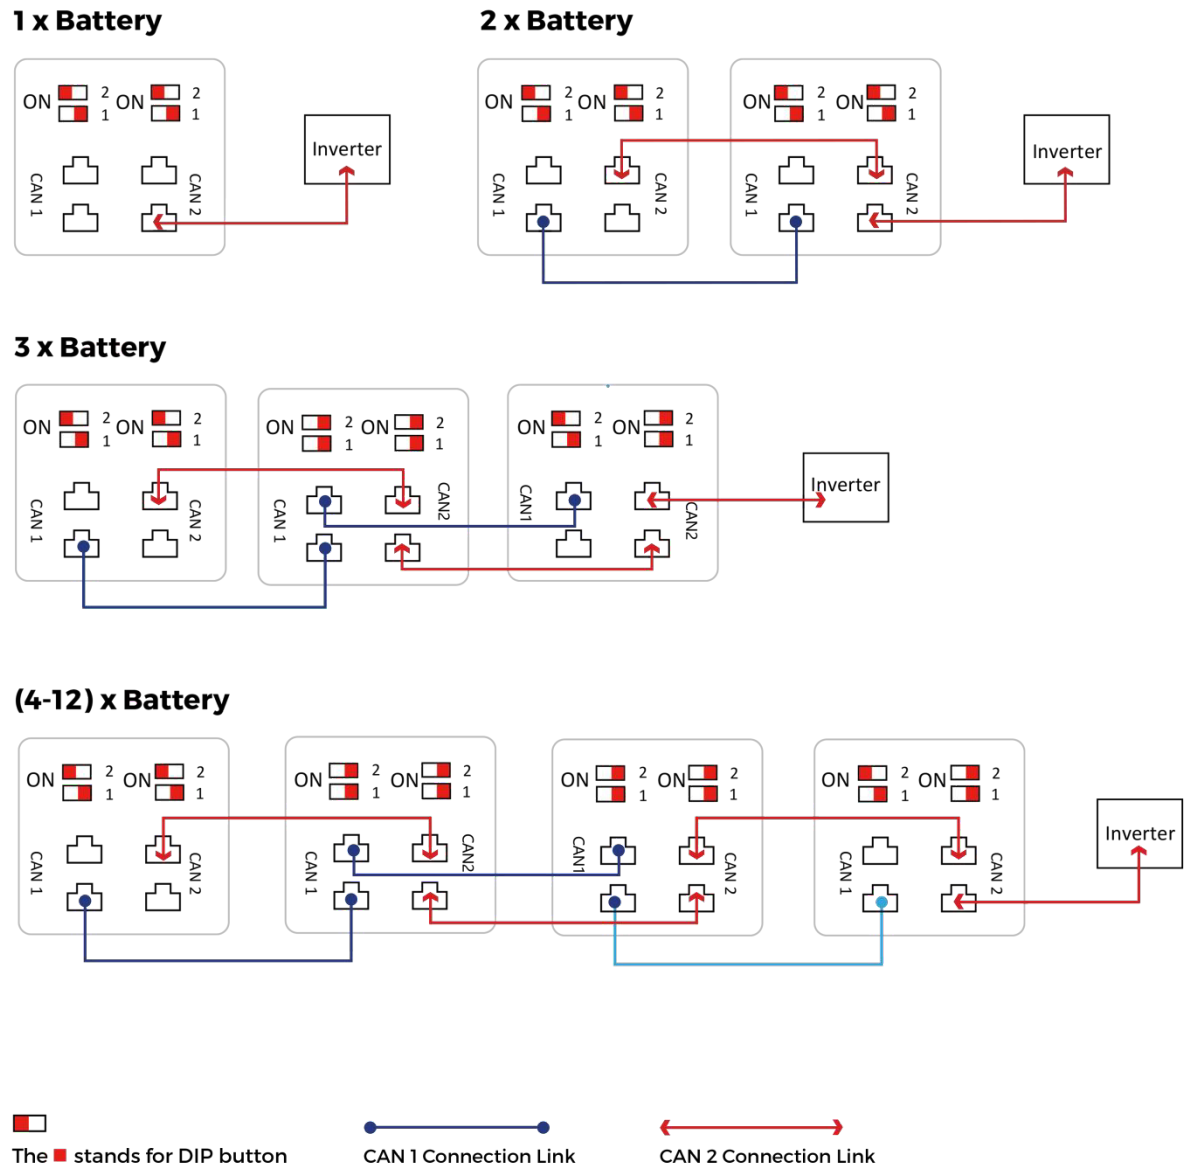 1 x Battery
2 x Battery
ON 2 1 ON 2 1
CAN 1
CAN 2
Inverter
ON 2 1 ON 2 1
CAN 1
CAN 2
ON 2 1 ON 2 1
CAN 1
CAN 2
Inverter
3 x Battery
ON 2 1 ON 2 1
CAN 1
CAN 2
ON 2 1 ON 2 1
CAN 1
CAN2
ON 2 1 ON 2 1
CAN1
CAN2
Inverter
(4-12) x Battery
ON 2 1 ON 2 1
CAN 1
CAN 2
ON 2 1 ON 2 1
CAN 1
CAN2
ON 2 1 ON 2 1
CAN1
CAN 2
ON 2 1 ON 2 1
CAN 1
CAN 2
Inverter
The stands for DIP button
CAN 1 Connection Link
CAN 2 Connection Link